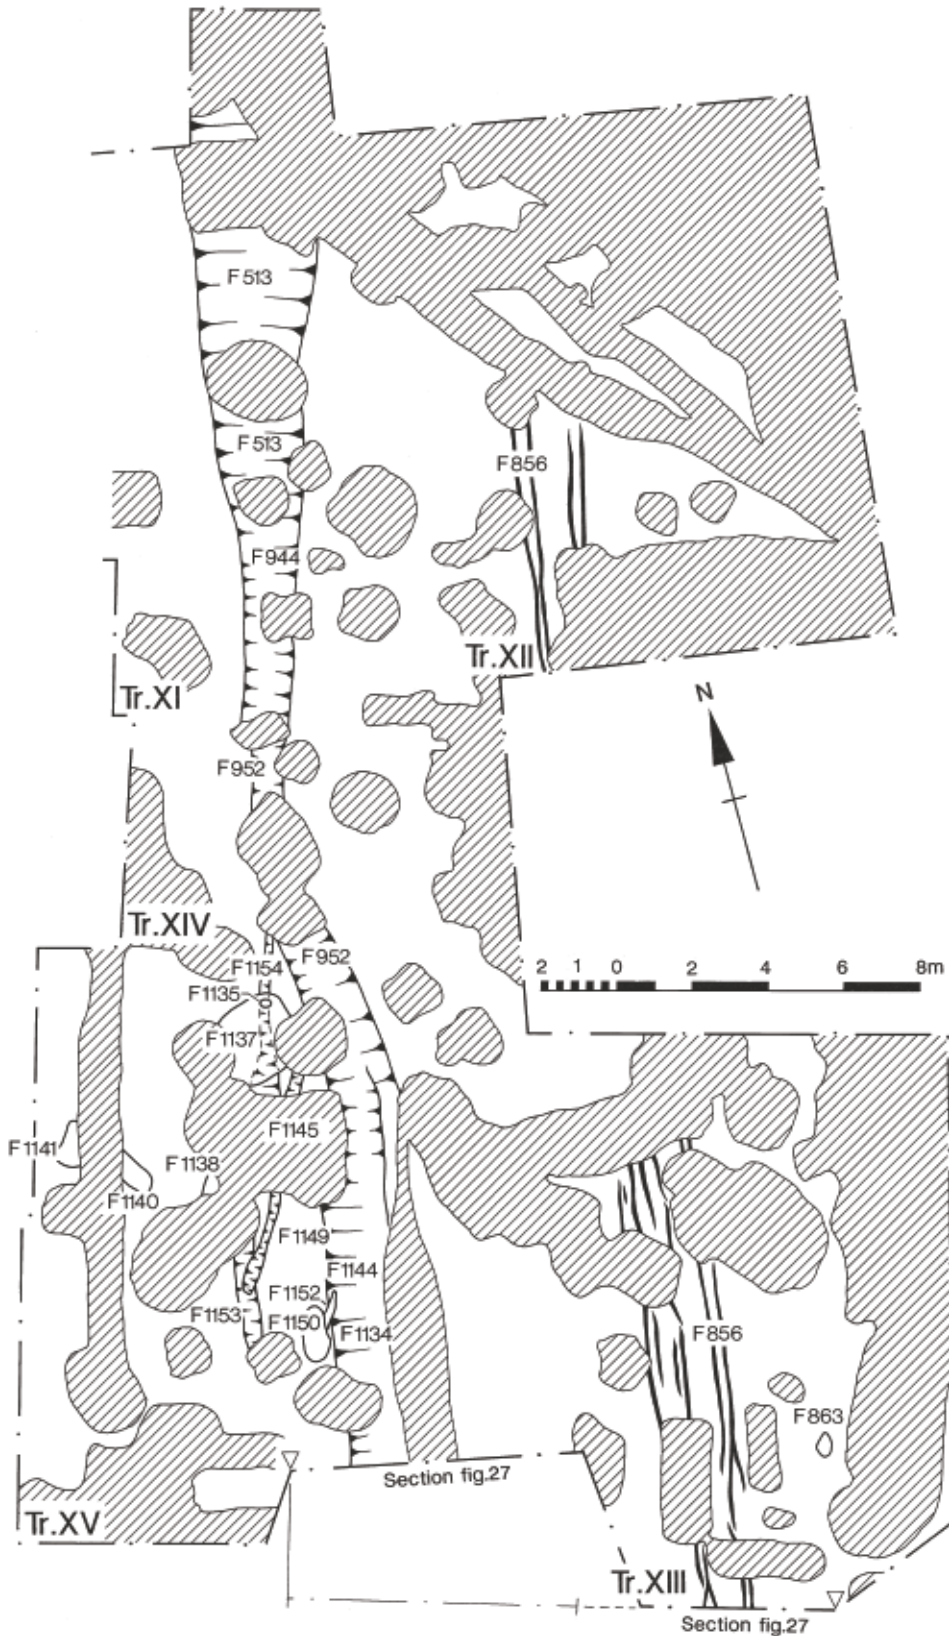 F513
F513
F856
F944
Tr.XII
Tr.XI
N
F952
Tr.XIV
F952
F1154
2 1 0 2 4 6 8m
F1135
F1137
F1145
F1141
F1138
F1140
F1149
F1144
F1152
F1153
F1150
F1134
F856
F863
Section fig.27
Tr.XV
Tr.XIII
Section fig.27